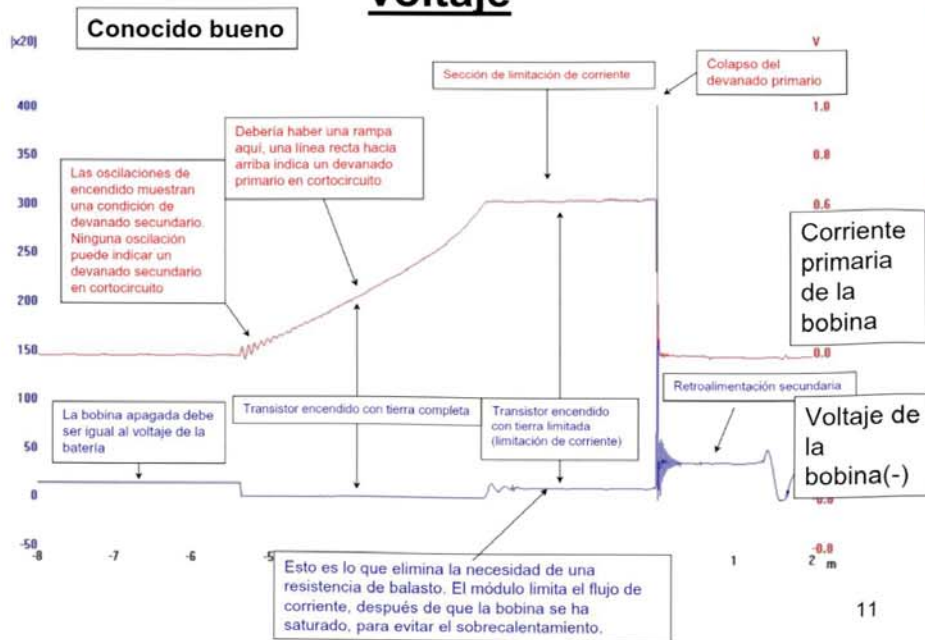 Voltaje
Conocido bueno
[x20]
V
Sección de limitación de corriente
Colapso del
devanado primario
400
1.0
Debería haber una rampa
aquí, una línea recta hacia
arriba indica un devanado
primario en cortocircuito
350
0.8
Las oscilaciones de
encendido muestran
una condición de
devanado secundario.
Ninguna oscilación
puede indicar un
devanado secundario
en cortocircuito
300
0.6
250
Corriente
primaria
de la
bobina
200
150
0.0
100
Retroalimentación secundaria
La bobina apagada debe
ser igual al voltaje de la
batería
Transistor encendido con tierra completa
Transistor encendido
con tierra limitada
(limitación de corriente)
Voltaje de
la
bobina(-)
50
0
-50
-0.8
-8
-7
-6
1
2
m
Esto es lo que elimina la necesidad de una
resistencia de balasto. El módulo limita el flujo de
corriente, después de que la bobina se ha
saturado, para evitar el sobrecalentamiento.
11